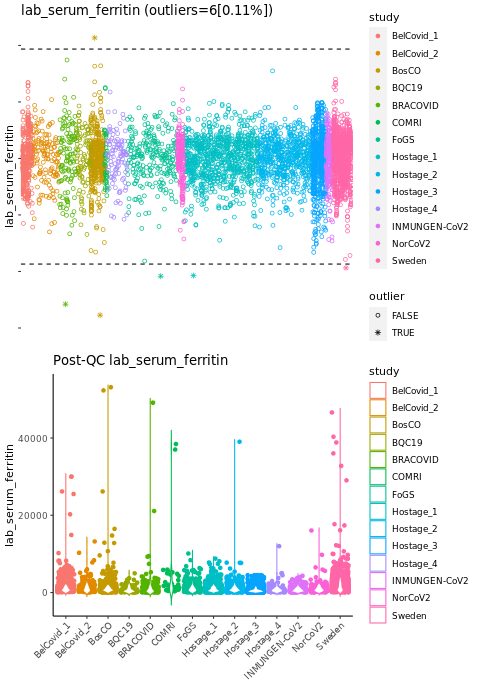 lab_serum_ferritin (outliers=6[0.11%])
lab_serum_ferritin
study
BelCovid_1
BelCovid_2
BosCO
BQC19
BRACOVID
COMRI
FoGS
Hostage_1
Hostage_2
Hostage_3
Hostage_4
INMUNGEN-CoV2
NorCoV2
Sweden
outlier
FALSE
TRUE
Post-QC lab_serum_ferritin
lab_serum_ferritin
40000
20000
0
BelCovid_1
BelCovid_2
BosCO
BQC19
BRACOVID
COMRI
FoGS
Hostage_1
Hostage_2
Hostage_3
Hostage_4
INMUNGEN-CoV2
NorCoV2
Sweden
study
BelCovid_1
BelCovid_2
BosCO
BQC19
BRACOVID
COMRI
FoGS
Hostage_1
Hostage_2
Hostage_3
Hostage_4
INMUNGEN-CoV2
NorCoV2
Sweden